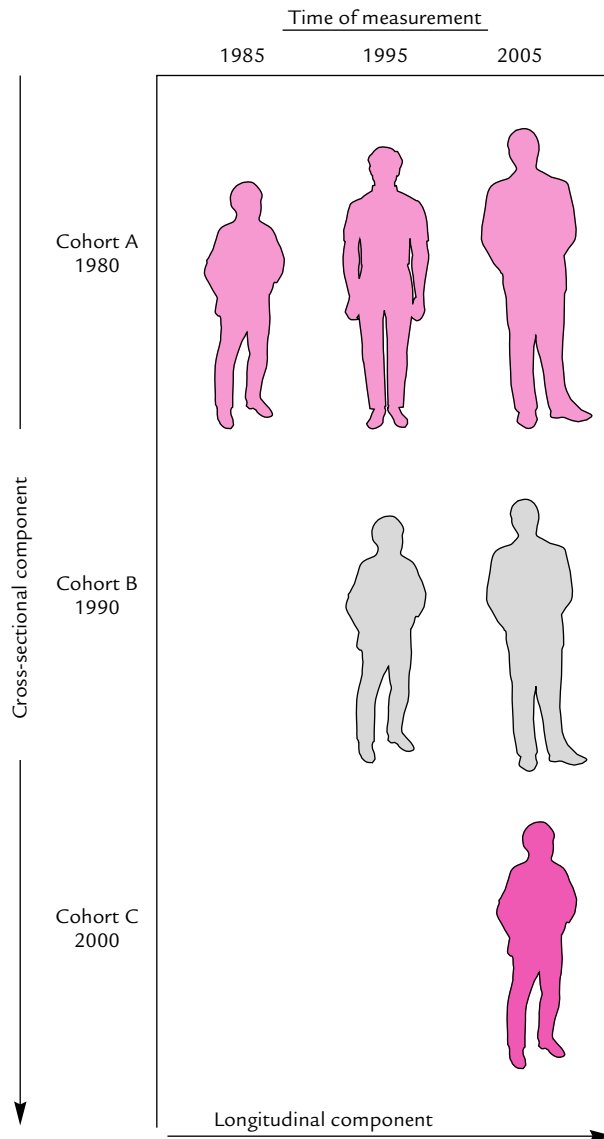 Time of measurement
1985 1995 2005
Cohort A
1980
Cross-sectional component
Cohort B
1990
Cohort C
2000
Longitudinal component